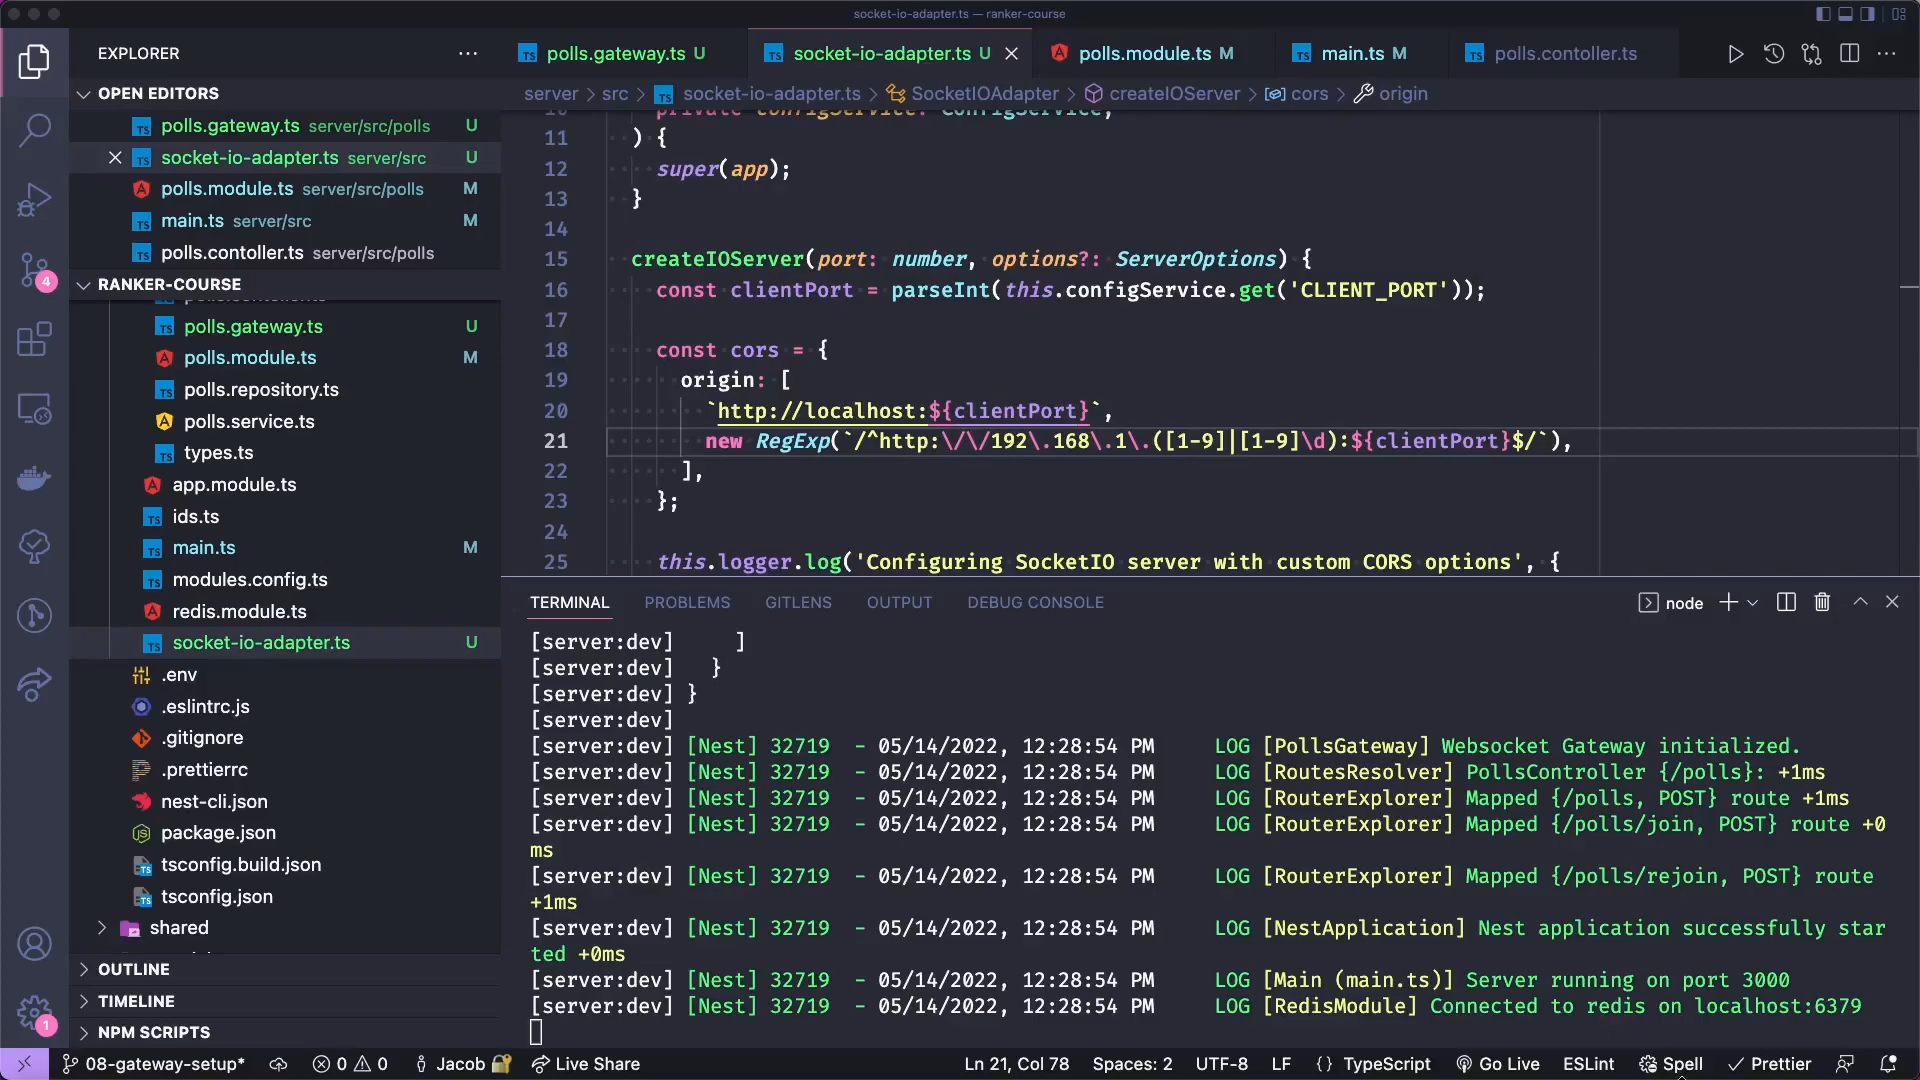 socket-io-adapter.ts — ranker-course
EXPLORER
polls.gateway.ts U
socket-io-adapter.ts U
polls.module.ts M
main.ts M
polls.contoller.ts
OPEN EDITORS
server > src > TS socket-io-adapter.ts > SocketIOAdapter > createIOServer > cors > origin
TS polls.gateway.ts server/src/polls U
TS socket-io-adapter.ts server/src U
polls.module.ts server/src/polls M
TS main.ts server/src M
TS polls.contoller.ts server/src/polls
RANKER-COURSE
4
TS polls.gateway.ts U
polls.module.ts M
TS polls.repository.ts
polls.service.ts
TS types.ts
app.module.ts
TS ids.ts
TS main.ts M
TS modules.config.ts
redis.module.ts
TS socket-io-adapter.ts U
.env
.eslintrc.js
.gitignore
.prettierrc
nest-cli.json
package.json
tsconfig.build.json
tsconfig.json
shared
OUTLINE
TIMELINE
NPM SCRIPTS
1
private configService: ConfigService,
11 ) {
12 super(app);
13 }
14
15 createIOServer(port: number, options?: ServerOptions) {
16 const clientPort = parseInt(this.configService.get('CLIENT_PORT'));
17
18 const cors = {
19 origin: [
20 `http://localhost:${clientPort}`,
21 new RegExp(`/^http:\/\/192\.168\.1\.([1-9]|[1-9]\d):${clientPort}$/`),
22 ],
23 };
24
25 this.logger.log('Configuring SocketIO server with custom CORS options', {
TERMINAL PROBLEMS GITLENS OUTPUT DEBUG CONSOLE node
[server:dev] ]
[server:dev] }
[server:dev] }
[server:dev]
[server:dev] [Nest] 32719 - 05/14/2022, 12:28:54 PM LOG [PollsGateway] Websocket Gateway initialized.
[server:dev] [Nest] 32719 - 05/14/2022, 12:28:54 PM LOG [RoutesResolver] PollsController {/polls}: +1ms
[server:dev] [Nest] 32719 - 05/14/2022, 12:28:54 PM LOG [RouterExplorer] Mapped {/polls, POST} route +1ms
[server:dev] [Nest] 32719 - 05/14/2022, 12:28:54 PM LOG [RouterExplorer] Mapped {/polls/join, POST} route +0
ms
[server:dev] [Nest] 32719 - 05/14/2022, 12:28:54 PM LOG [RouterExplorer] Mapped {/polls/rejoin, POST} route
+1ms
[server:dev] [Nest] 32719 - 05/14/2022, 12:28:54 PM LOG [NestApplication] Nest application successfully star
ted +0ms
[server:dev] [Nest] 32719 - 05/14/2022, 12:28:54 PM LOG [Main (main.ts)] Server running on port 3000
[server:dev] [Nest] 32719 - 05/14/2022, 12:28:54 PM LOG [RedisModule] Connected to redis on localhost:6379
08-gateway-setup* 0 0 Jacob Live Share Ln 21, Col 78 Spaces: 2 UTF-8 LF {} TypeScript Go Live ESLint Spell Prettier